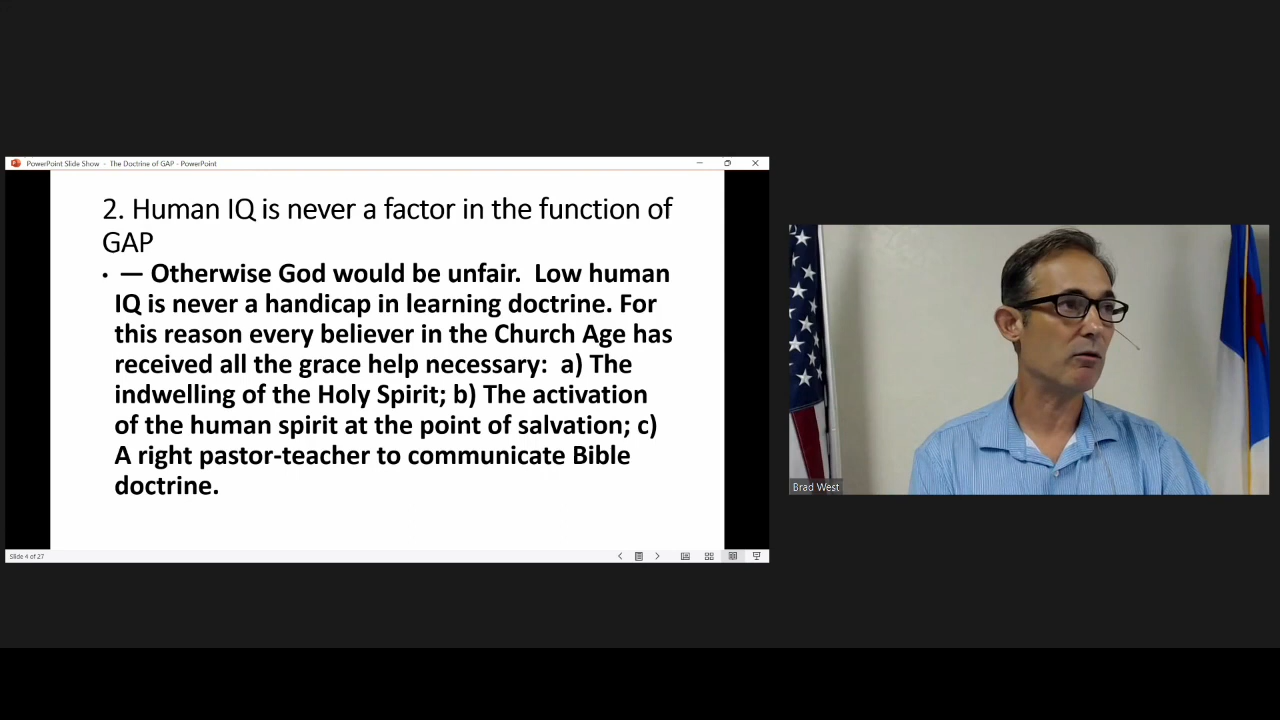 PowerPoint Slide Show - The Doctrine of GAP - PowerPoint
2. Human IQ is never a factor in the function of
GAP
• — Otherwise God would be unfair. Low human
IQ is never a handicap in learning doctrine. For
this reason every believer in the Church Age has
received all the grace help necessary: a) The
indwelling of the Holy Spirit; b) The activation
of the human spirit at the point of salvation; c)
A right pastor-teacher to communicate Bible
doctrine.
Slide 4 of 27
Brad West